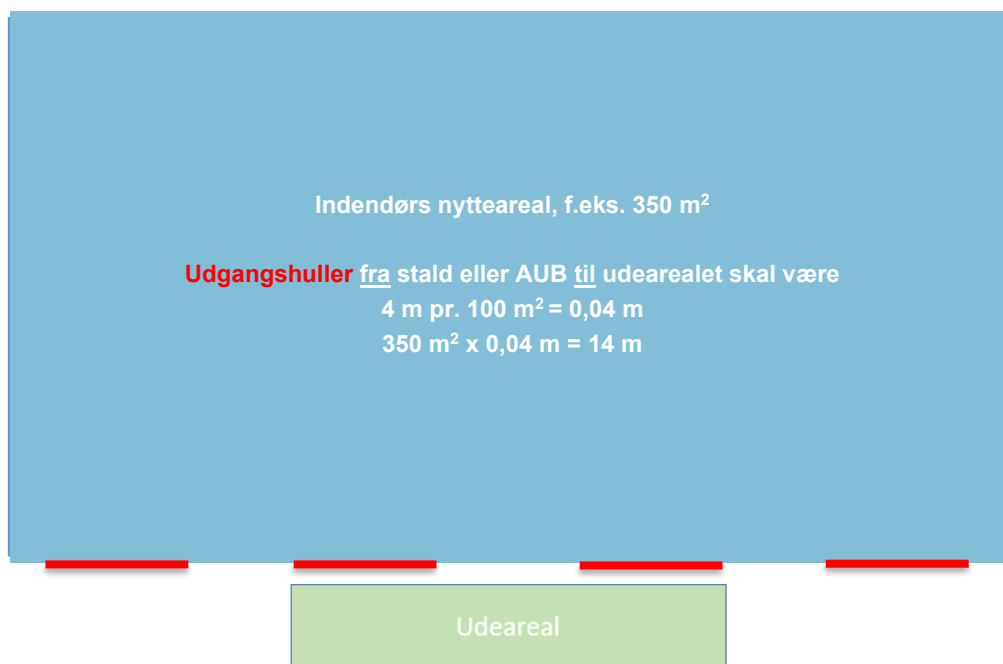 Indendørs nytteareal, f.eks. 350 m²
Udgangshuller fra stald eller AUB til udearealet skal være
4 m pr. 100 m² = 0,04 m
350 m² x 0,04 m = 14 m
Udeareal